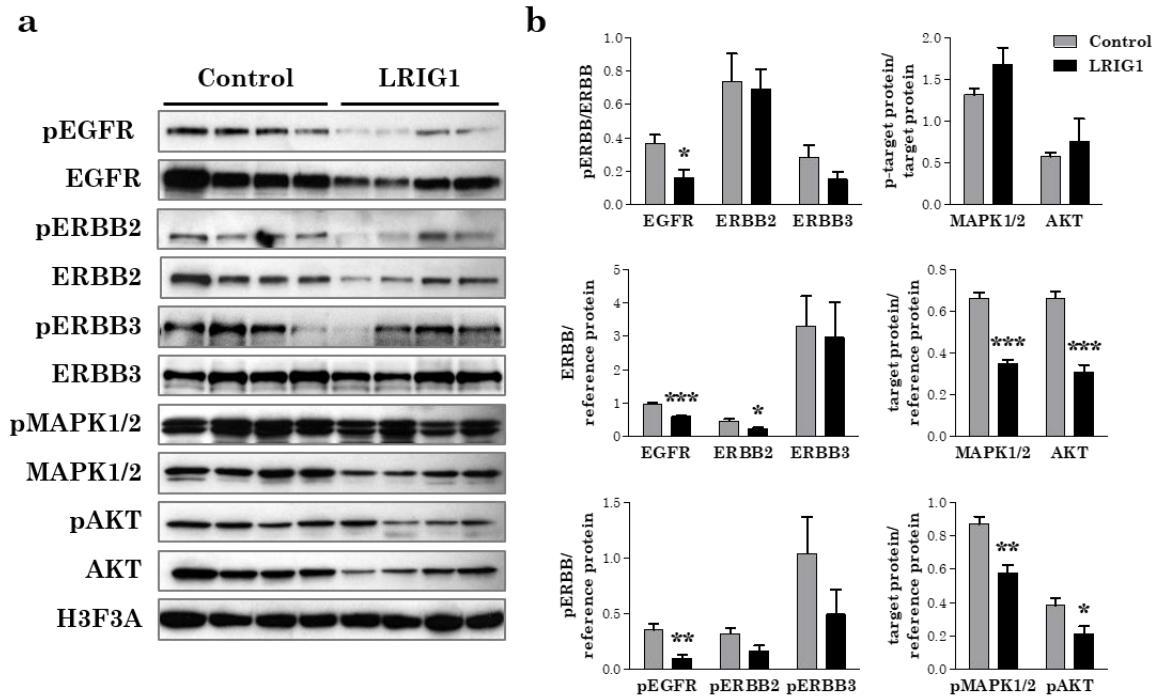 a
Control LRIG1
pEGFR
EGFR
pERBB2
ERBB2
pERBB3
ERBB3
pMAPK1/2
MAPK1/2
pAKT
AKT
H3F3A
b
pERBB/ERBB
1.0
0.8
0.6
0.4
0.2
0.0
*
EGFR ERBB2 ERBB3
p-target protein/
target protein
2.0
1.5
1.0
0.5
0.0
MAPK1/2 AKT
Control
LRIG1
ERBB/
reference protein
5
4
3
2
1
0
*** *
EGFR ERBB2 ERBB3
target protein/
reference protein
0.8
0.6
0.4
0.2
0.0
*** ***
MAPK1/2 AKT
pERBB/
reference protein
1.5
1.0
0.5
0.0
**
pEGFR pERBB2 pERBB3
target protein/
reference protein
1.0
0.8
0.6
0.4
0.2
0.0
** *
pMAPK1/2 pAKT